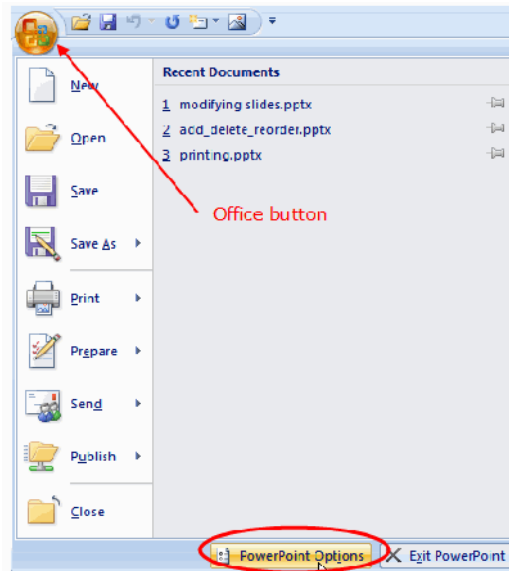 Recent Documents
New
1 modifying slides.pptx
2 add_delete_reorder.pptx
Open
3 printing.pptx
Save
Office button
Save As
Print
Prepare
Send
Publish
Close
PowerPoint Options
Exit PowerPoint